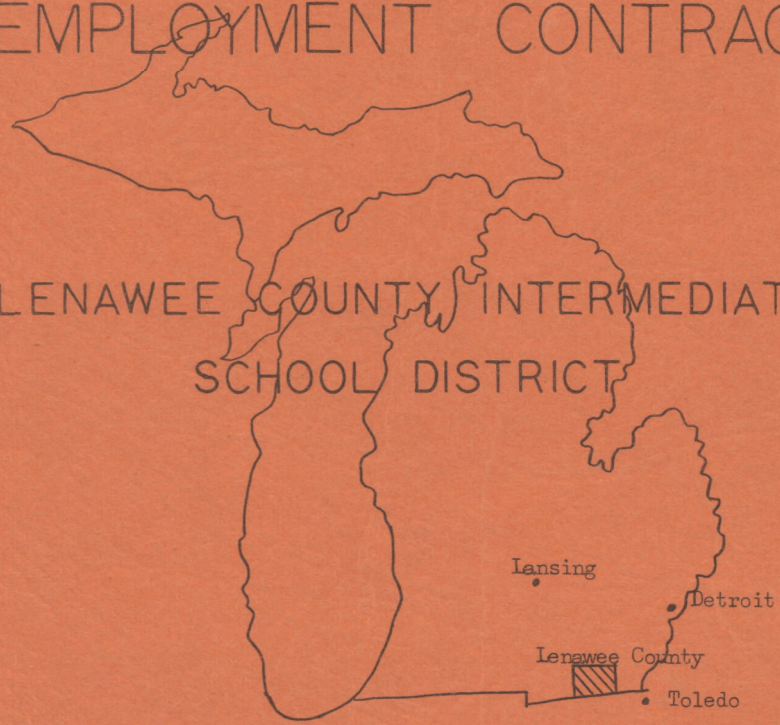 EMPLOYMENT CONTRAC
LENAWEE COUNTY INTERMEDIAT
SCHOOL DISTRICT
Lansing
Detroit
Lenawee County
Toledo